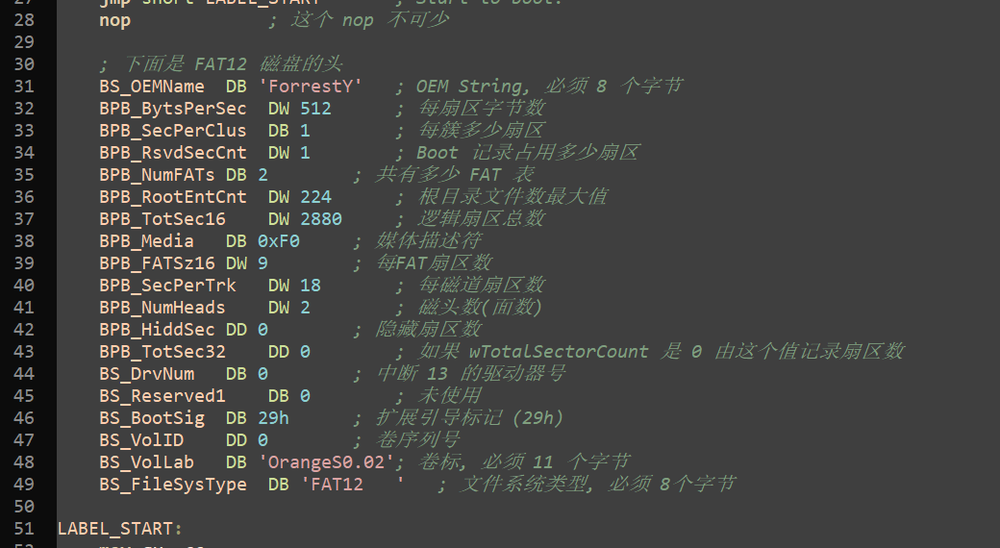 27 jmp short LABEL_START ; Start to boot.
28 nop ; 这个 nop 不可少
29
30 ; 下面是 FAT12 磁盘的头
31 BS_OEMName DB 'ForrestY' ; OEM String, 必须 8 个字节
32 BPB_BytsPerSec DW 512 ; 每扇区字节数
33 BPB_SecPerClus DB 1 ; 每簇多少扇区
34 BPB_RsvdSecCnt DW 1 ; Boot 记录占用多少扇区
35 BPB_NumFATs DB 2 ; 共有多少 FAT 表
36 BPB_RootEntCnt DW 224 ; 根目录文件数最大值
37 BPB_TotSec16 DW 2880 ; 逻辑扇区总数
38 BPB_Media DB 0xF0 ; 媒体描述符
39 BPB_FATSz16 DW 9 ; 每FAT扇区数
40 BPB_SecPerTrk DW 18 ; 每磁道扇区数
41 BPB_NumHeads DW 2 ; 磁头数(面数)
42 BPB_HiddSec DD 0 ; 隐藏扇区数
43 BPB_TotSec32 DD 0 ; 如果 wTotalSectorCount 是 0 由这个值记录扇区数
44 BS_DrvNum DB 0 ; 中断 13 的驱动器号
45 BS_Reserved1 DB 0 ; 未使用
46 BS_BootSig DB 29h ; 扩展引导标记 (29h)
47 BS_VolID DD 0 ; 卷序列号
48 BS_VolLab DB 'OrangeS0.02'; 卷标, 必须 11 个字节
49 BS_FileSysType DB 'FAT12   ' ; 文件系统类型, 必须 8个字节
50
51 LABEL_START: